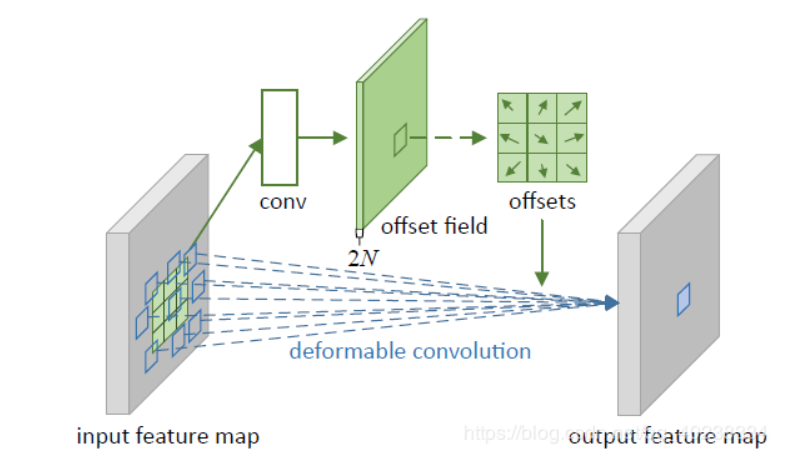 conv
offset field
offsets
2N
deformable convolution
input feature map
output feature map